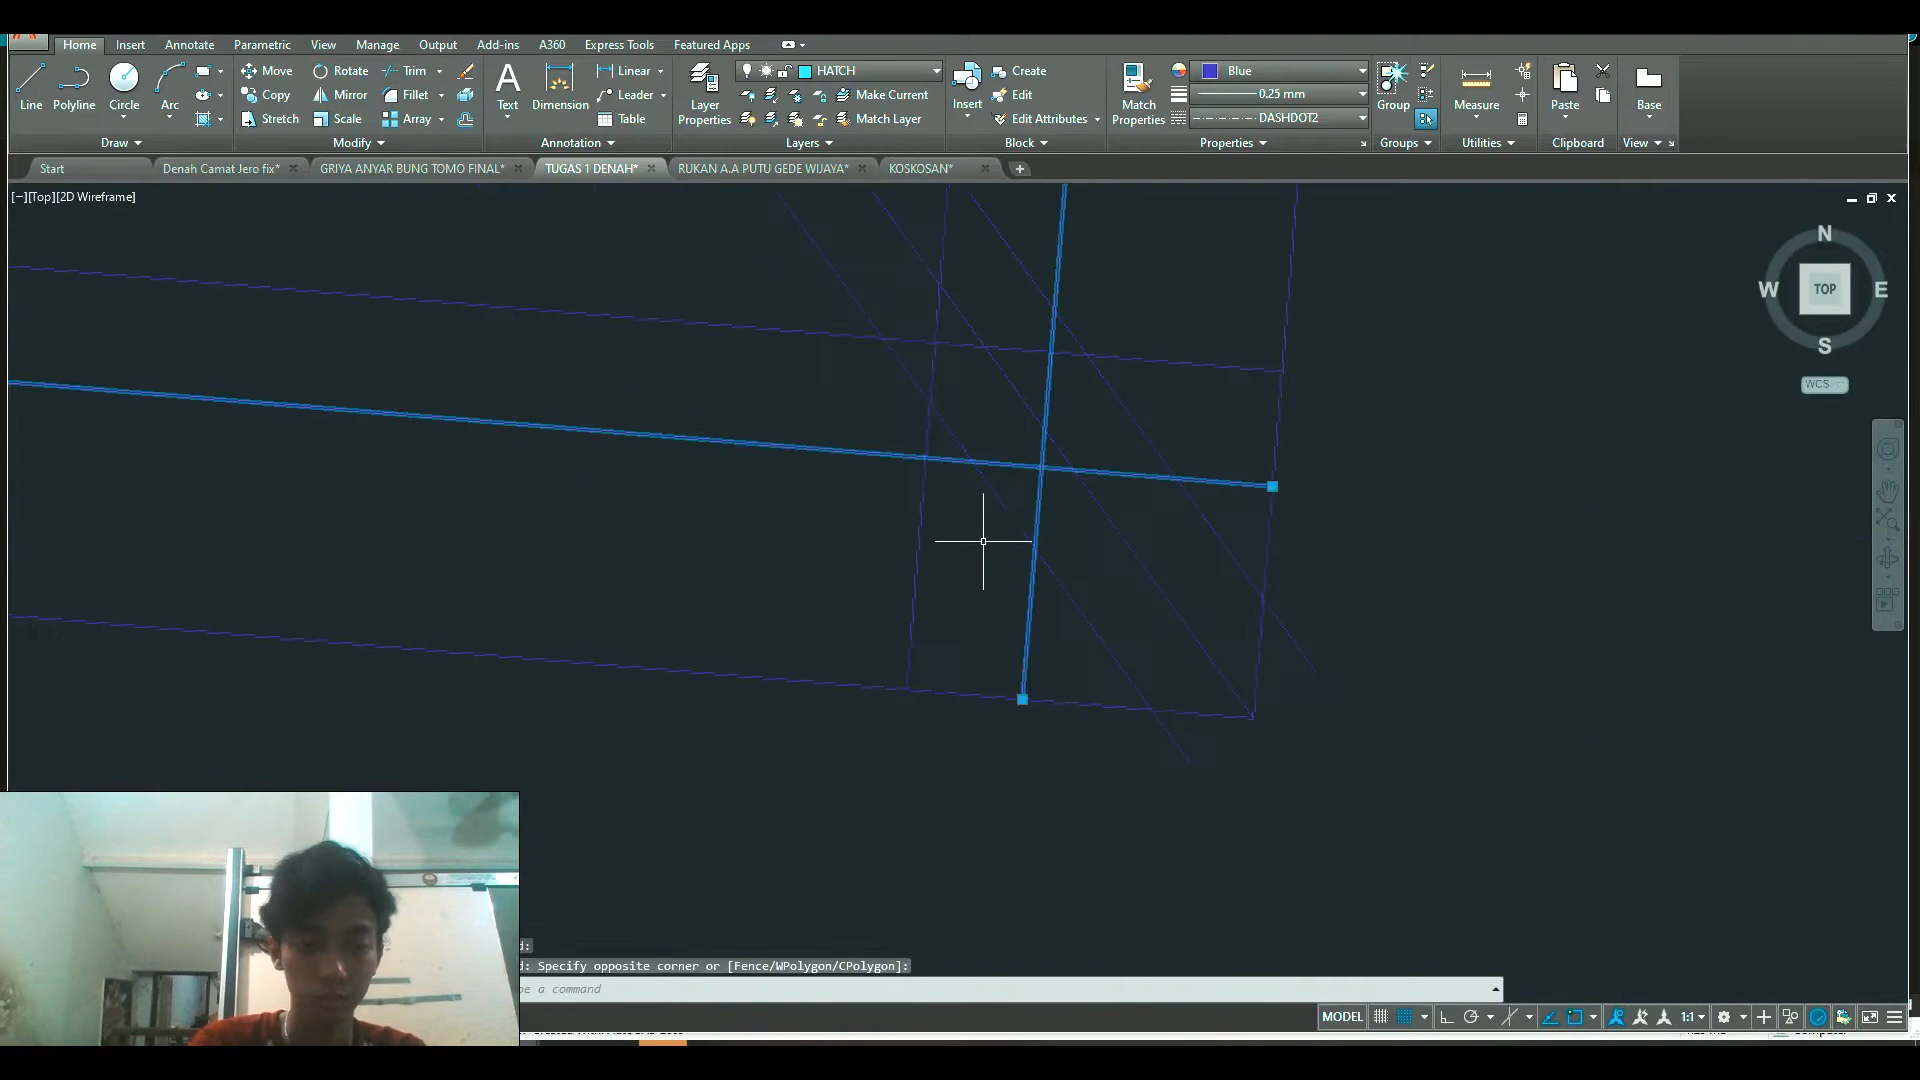 Home Insert Annotate Parametric View Manage Output Add-ins A360 Express Tools Featured Apps
Line Polyline Circle Arc
Move Rotate Trim
Copy Mirror Fillet
Stretch Scale Array
Text Dimension
Linear
Leader
Table
Layer Properties
HATCH
Make Current
Match Layer
Insert
Create
Edit
Edit Attributes
Match Properties
Blue
0.25 mm
DASHDOT2
Group
Measure
Paste
Base
Draw Modify Annotation Layers Block Properties Groups Utilities Clipboard View
Start Denah Camat Jero fix* GRIYA ANYAR BUNG TOMO FINAL* TUGAS 1 DENAH* RUKAN A.A PUTU GEDE WIJAYA* KOSKOSAN*
[−][Top][2D Wireframe]
N
W TOP E
S
WCS
d:
d: Specify opposite corner or [Fence/WPolygon/CPolygon]:
pe a command
MODEL 1:1